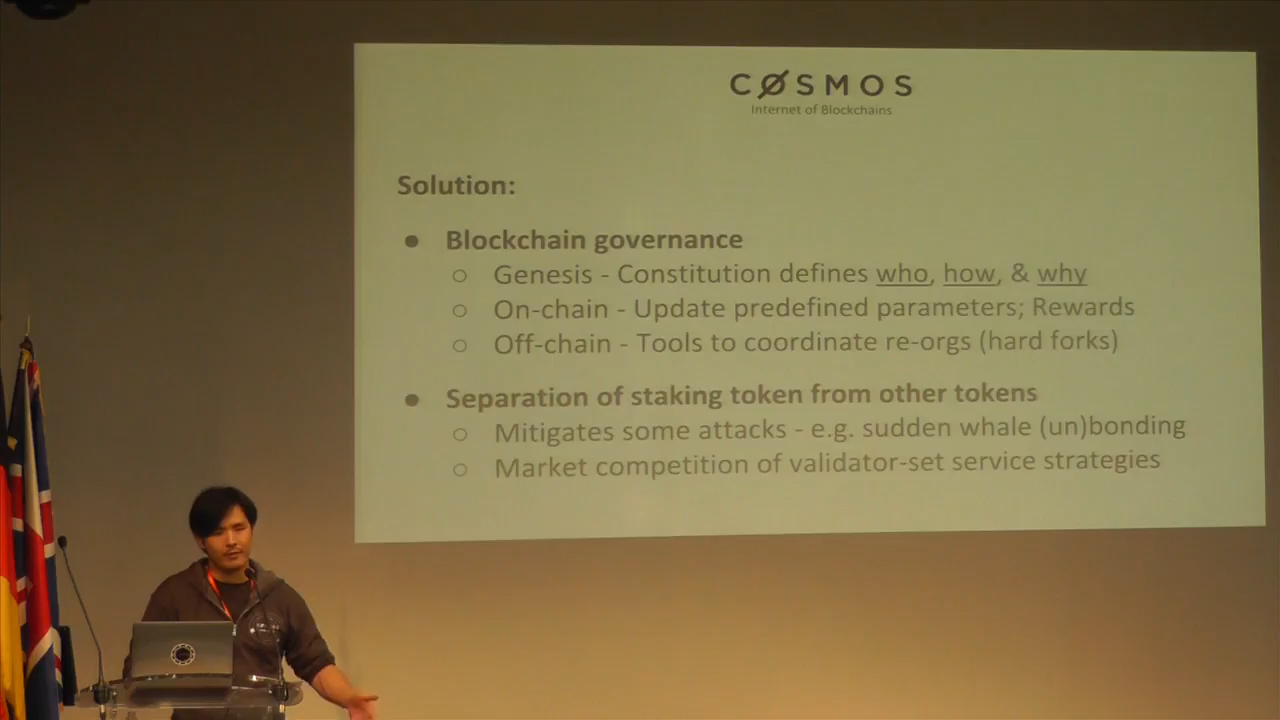 CØSMOS
Internet of Blockchains
Solution:
● Blockchain governance
○ Genesis - Constitution defines who, how, & why
○ On-chain - Update predefined parameters; Rewards
○ Off-chain - Tools to coordinate re-orgs (hard forks)
● Separation of staking token from other tokens
○ Mitigates some attacks - e.g. sudden whale (un)bonding
○ Market competition of validator-set service strategies